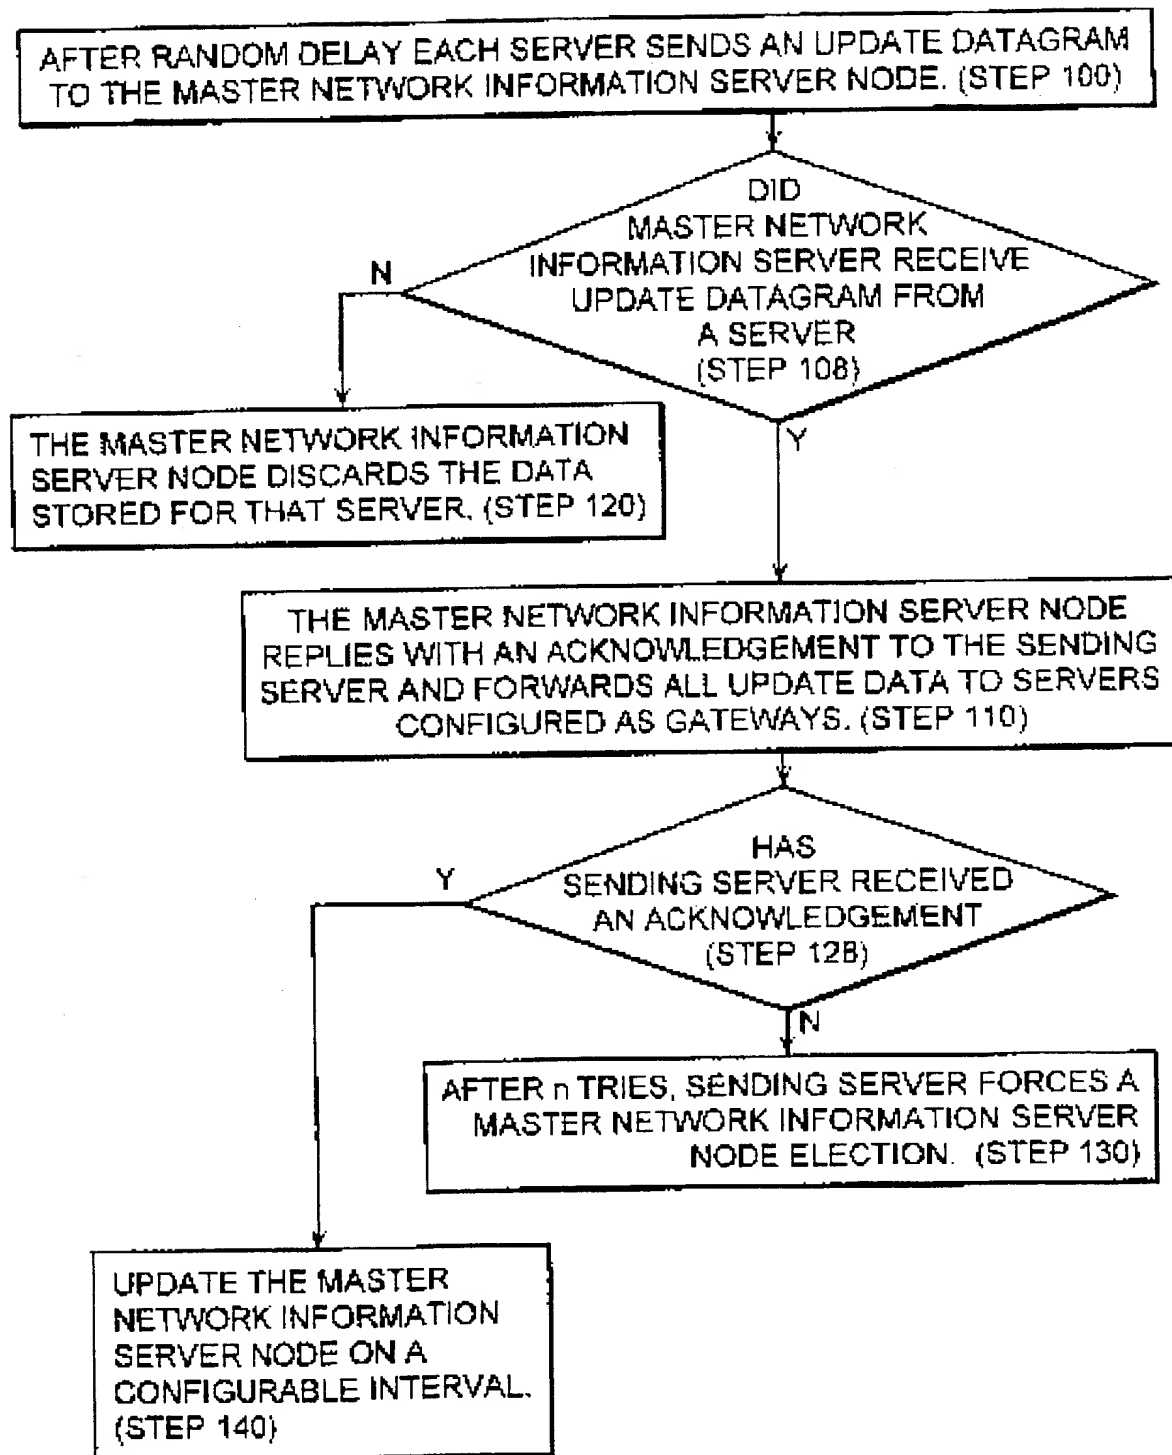 AFTER RANDOM DELAY EACH SERVER SENDS AN UPDATE DATAGRAM
TO THE MASTER NETWORK INFORMATION SERVER NODE. (STEP 100)
DID
MASTER NETWORK
INFORMATION SERVER RECEIVE
UPDATE DATAGRAM FROM
A SERVER
(STEP 108)
N
Y
THE MASTER NETWORK INFORMATION
SERVER NODE DISCARDS THE DATA
STORED FOR THAT SERVER. (STEP 120)
THE MASTER NETWORK INFORMATION SERVER NODE
REPLIES WITH AN ACKNOWLEDGEMENT TO THE SENDING
SERVER AND FORWARDS ALL UPDATE DATA TO SERVERS
CONFIGURED AS GATEWAYS. (STEP 110)
HAS
SENDING SERVER RECEIVED
AN ACKNOWLEDGEMENT
(STEP 128)
Y
N
AFTER n TRIES, SENDING SERVER FORCES A
MASTER NETWORK INFORMATION SERVER
NODE ELECTION. (STEP 130)
UPDATE THE MASTER
NETWORK INFORMATION
SERVER NODE ON A
CONFIGURABLE INTERVAL.
(STEP 140)